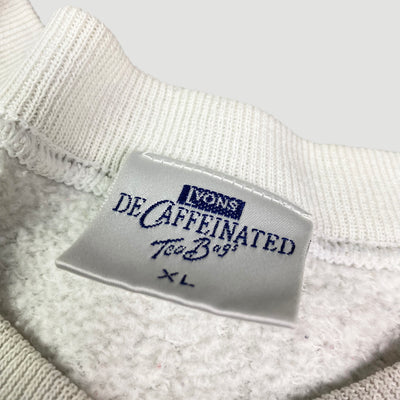 LYONS
DECAFFEINATED
Tea Bags
XL